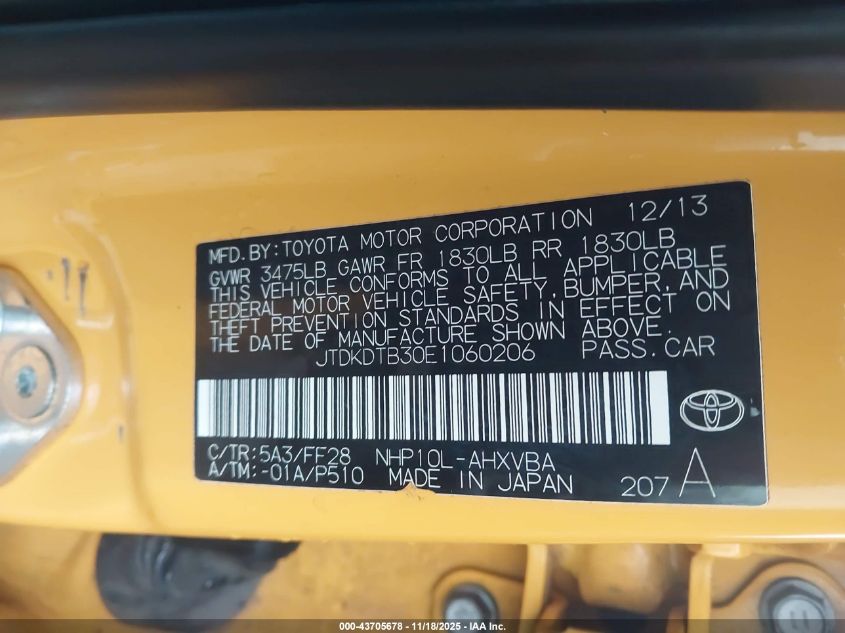 MFD. BY: TOYOTA MOTOR CORPORATION 12/13
GVWR 3475LB GAWR FR 1830LB RR 1830LB
THIS VEHICLE CONFORMS TO ALL APPLICABLE
FEDERAL MOTOR VEHICLE SAFETY, BUMPER, AND
THEFT PREVENTION STANDARDS IN EFFECT ON
THE DATE OF MANUFACTURE SHOWN ABOVE.
JTDKDTB30E1060206 PASS. CAR
C/TR: 5A3/FF28 NHP10L-AHXVBA
A/TM: -01A/P510 MADE IN JAPAN 207 A
000-43705678 - 11/18/2025 - IAA Inc.